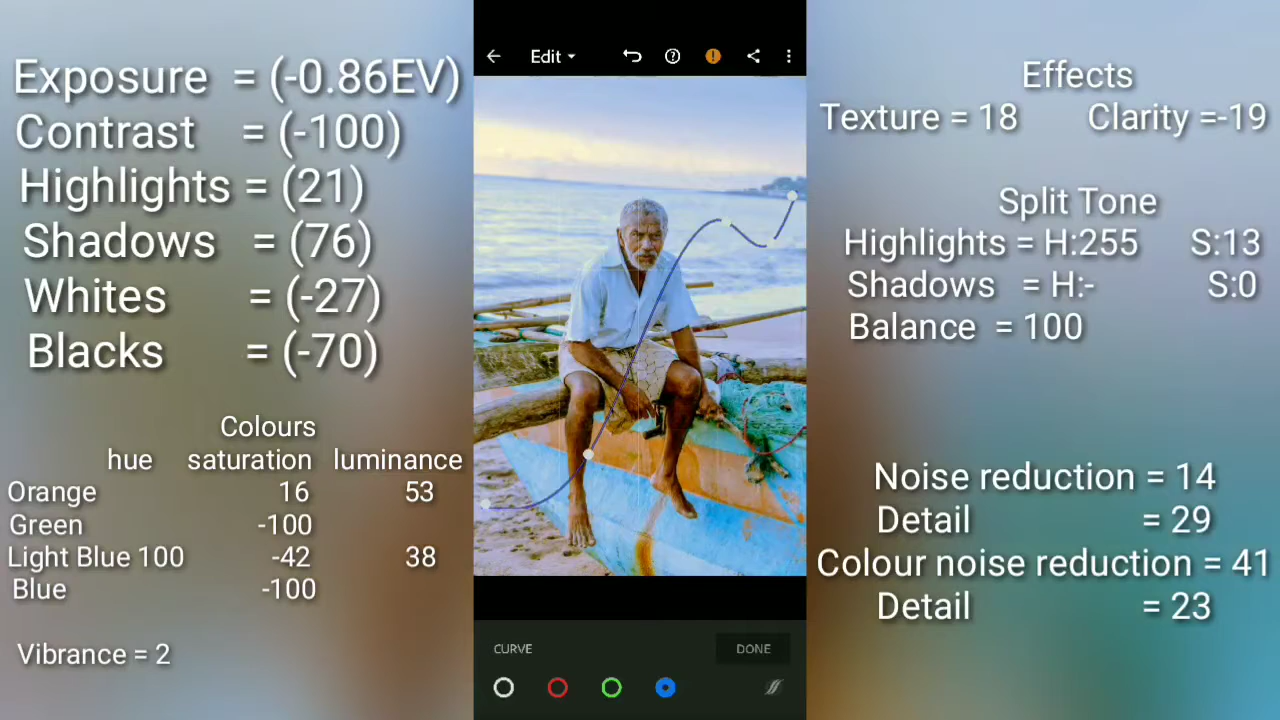 Exposure = (-0.86EV)
Contrast = (-100)
Highlights = (21)
Shadows = (76)
Whites = (-27)
Blacks = (-70)
Colours
hue saturation luminance
Orange 16 53
Green -100
Light Blue 100 -42 38
Blue -100
Vibrance = 2
Edit
CURVE
DONE
Effects
Texture = 18 Clarity =-19
Split Tone
Highlights = H:255 S:13
Shadows = H:- S:0
Balance = 100
Noise reduction = 14
Detail = 29
Colour noise reduction = 41
Detail = 23